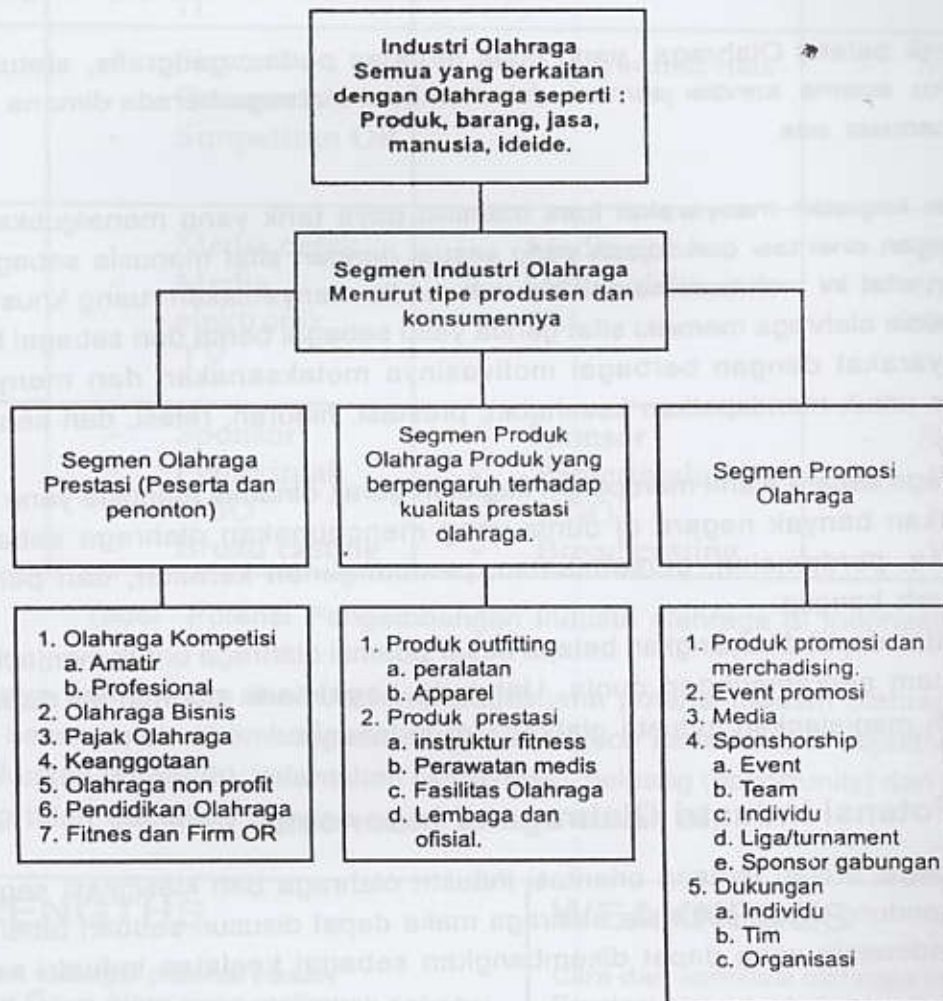 Industri Olahraga
Semua yang berkaitan
dengan Olahraga seperti :
Produk, barang, jasa,
manusia, ideide.
Segmen Industri Olahraga
Menurut tipe produsen dan
konsumennya
Segmen Olahraga
Prestasi (Peserta dan
penonton)
Segmen Produk
Olahraga Produk yang
berpengaruh terhadap
kualitas prestasi
olahraga.
Segmen Promosi
Olahraga
1. Olahraga Kompetisi
a. Amatir
b. Profesional
2. Olahraga Bisnis
3. Pajak Olahraga
4. Keanggotaan
5. Olahraga non profit
6. Pendidikan Olahraga
7. Fitnes dan Firm OR
1. Produk outfitting
a. paralatan
b. Apparel
2. Produk prestasi
a. instruktur fitness
b. Perawatan medis
c. Fasilitas Olahraga
d. Lembaga dan
ofisial.
1. Produk promosi dan
merchadising.
2. Event promosi
3. Media
4. Sponshorship
a. Event
b. Team
c. Individu
d. Liga/turnament
e. Sponsor gabungan
5. Dukungan
a. Individu
b. Tim
c. Organisasi